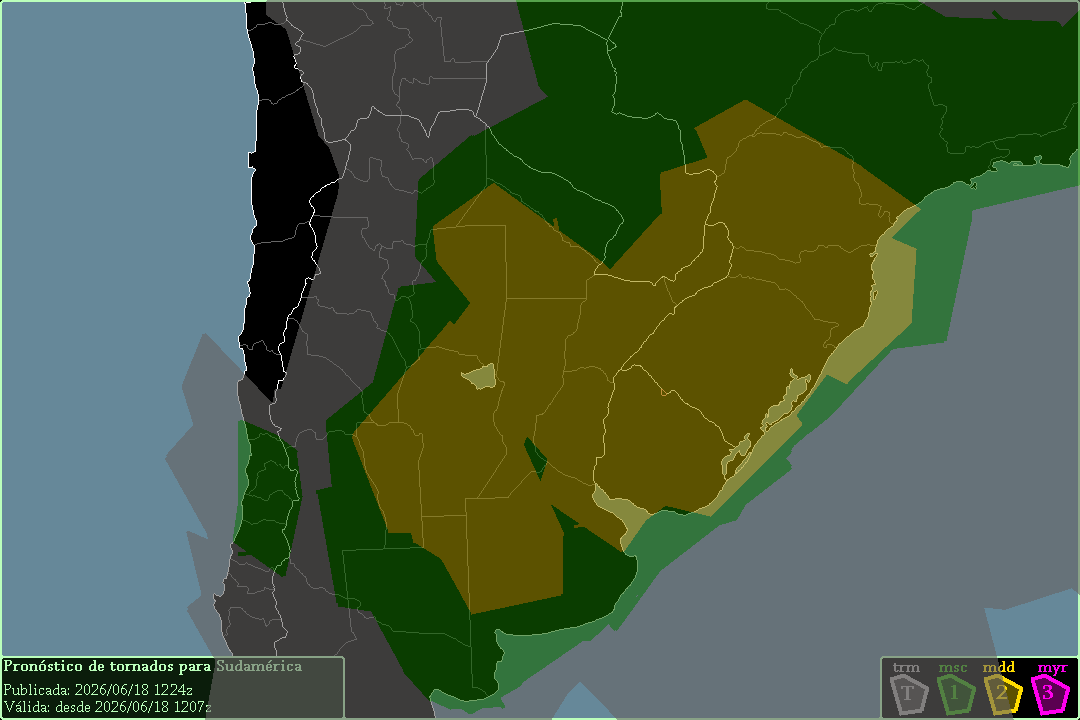 Pronóstico de tornados para Sudamérica
Publicada: 2026/06/18 1224z
Válida: desde 2026/06/18 1207z
trm msc mdd myr
T 1 2 3